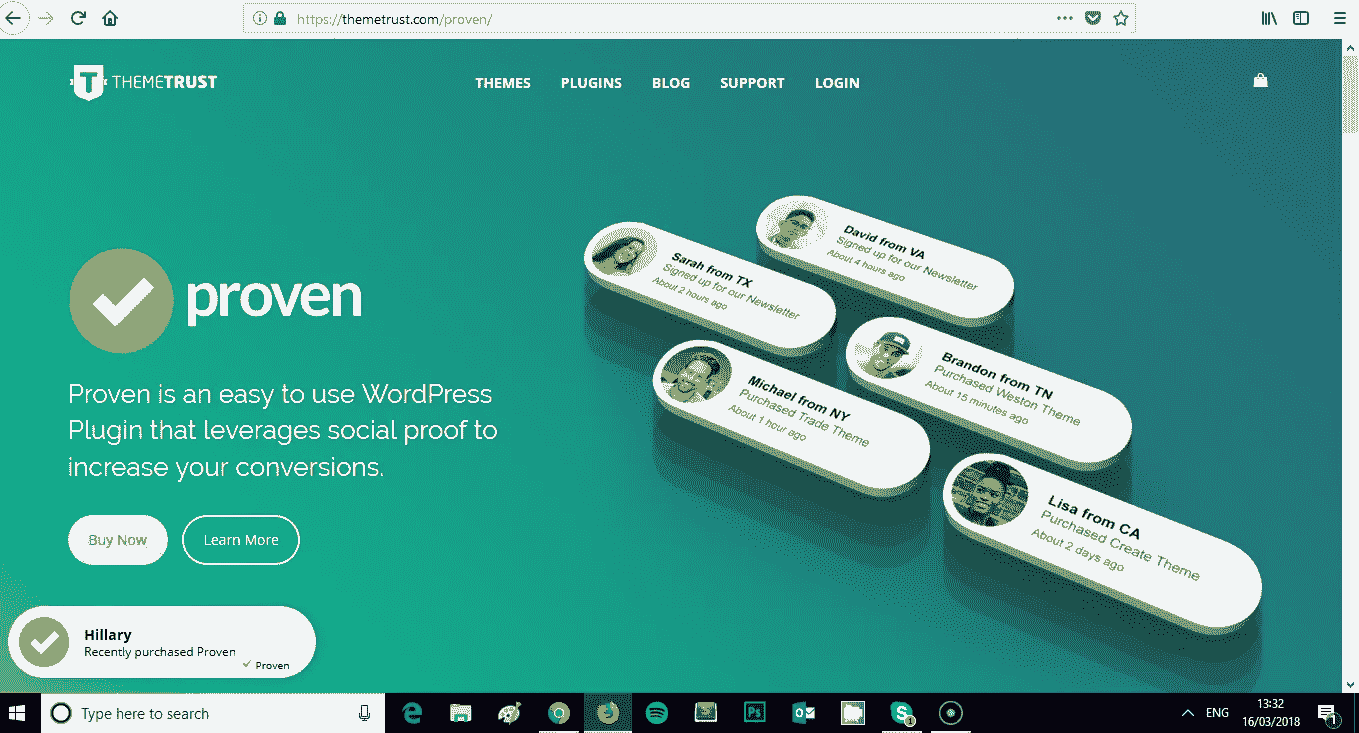 https://themetrust.com/proven/
THEMETRUST
THEMES PLUGINS BLOG SUPPORT LOGIN
David from VA
Signed up for our Newsletter
About 4 hours ago
Sarah from TX
Signed up for our Newsletter
About 2 hours ago
proven
Brandon from TN
Purchased Weston Theme
About 15 minutes ago
Michael from NY
Purchased Trade Theme
About 1 hour ago
Proven is an easy to use WordPress
Plugin that leverages social proof to
increase your conversions.
Lisa from CA
Purchased Create Theme
About 2 days ago
Buy Now Learn More
Hillary
Recently purchased Proven
Proven
Type here to search
ENG
13:32
16/03/2018